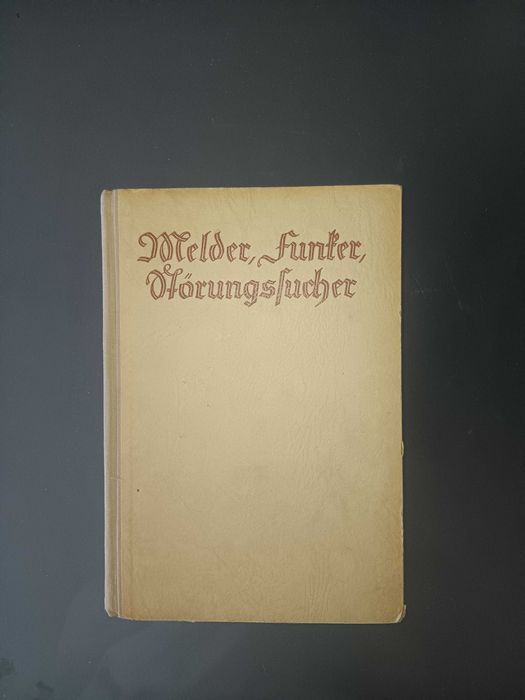 Melder, Funker,
Störungssucher